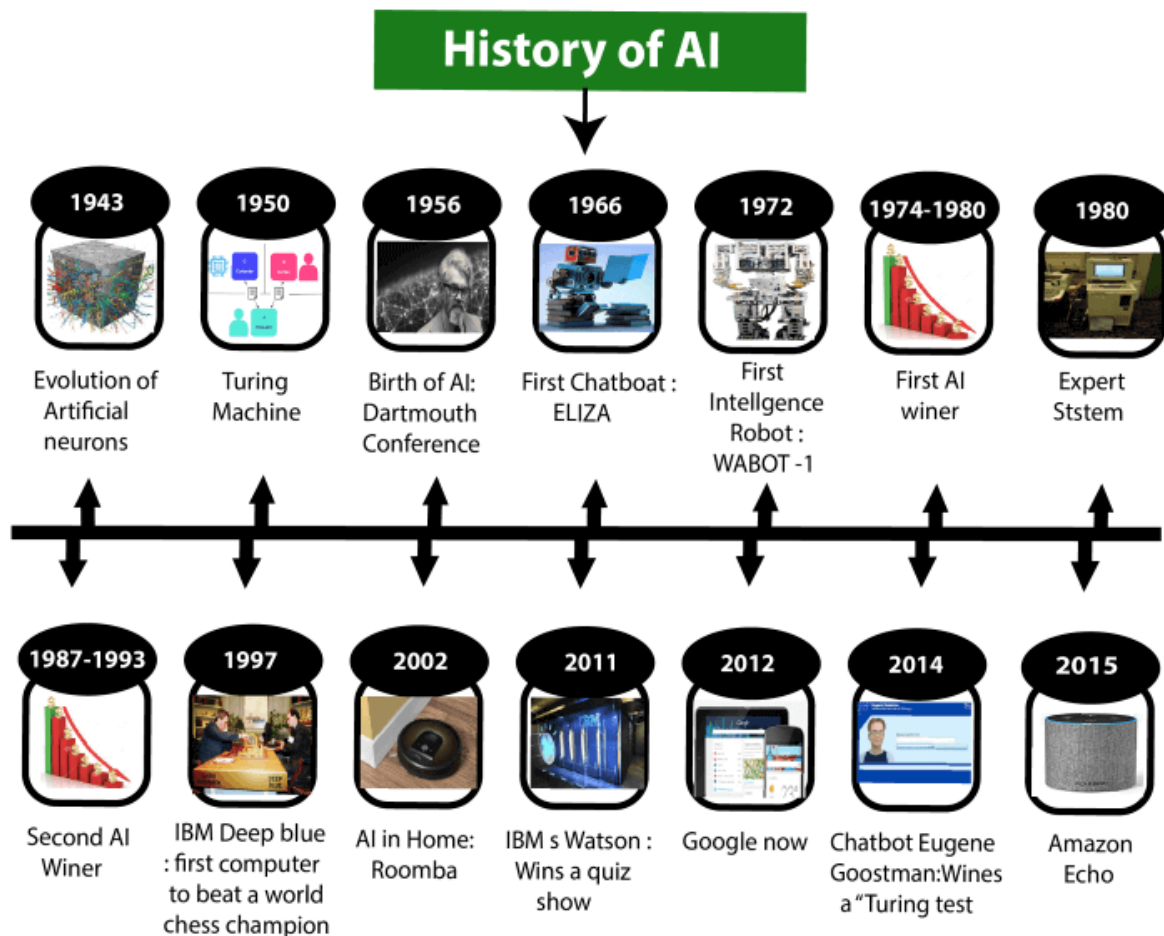 History of AI
1943
1950
1956
1966
1972
1974-1980
1980
Evolution of
Artificial
neurons
Turing
Machine
Birth of AI:
Dartmouth
Conference
First Chatboat :
ELIZA
First
Intellgence
Robot :
WABOT -1
First AI
winer
Expert
Ststem
1987-1993
1997
2002
2011
2012
2014
2015
IBM
DEEP
BLUE
Second AI
Winer
IBM Deep blue
: first computer
to beat a world
chess champion
AI in Home:
Roomba
IBM s Watson :
Wins a quiz
show
Google now
Chatbot Eugene
Goostman:Wines
a “Turing test
Amazon
Echo